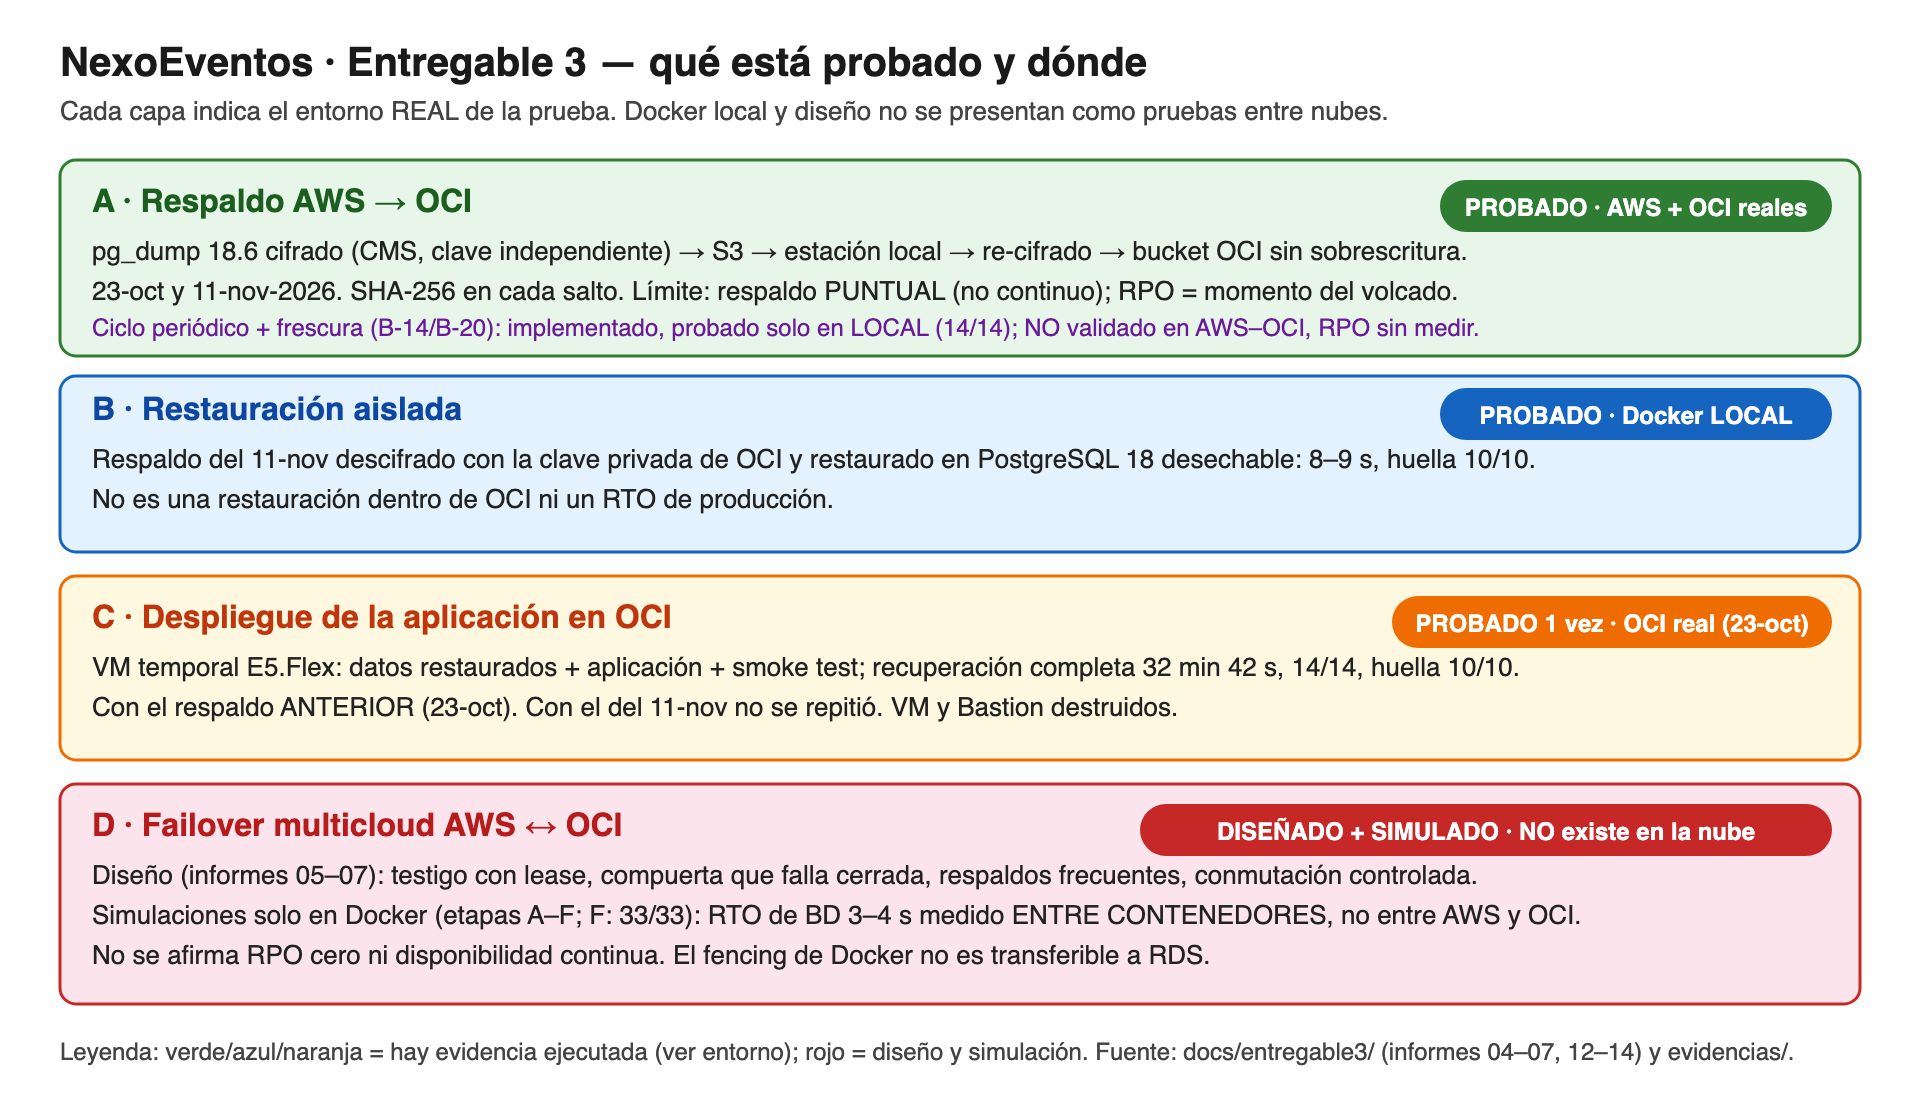 NexoEventos · Entregable 3 — qué está probado y dónde
Cada capa indica el entorno REAL de la prueba. Docker local y diseño no se presentan como pruebas entre nubes.
A · Respaldo AWS → OCI
PROBADO · AWS + OCI reales
pg_dump 18.6 cifrado (CMS, clave independiente) → S3 → estación local → re-cifrado → bucket OCI sin sobrescritura.
23-oct y 11-nov-2026. SHA-256 en cada salto. Límite: respaldo PUNTUAL (no continuo); RPO = momento del volcado.
Ciclo periódico + frescura (B-14/B-20): implementado, probado solo en LOCAL (14/14); NO validado en AWS–OCI, RPO sin medir.
B · Restauración aislada
PROBADO · Docker LOCAL
Respaldo del 11-nov descifrado con la clave privada de OCI y restaurado en PostgreSQL 18 desechable: 8–9 s, huella 10/10.
No es una restauración dentro de OCI ni un RTO de producción.
C · Despliegue de la aplicación en OCI
PROBADO 1 vez · OCI real (23-oct)
VM temporal E5.Flex: datos restaurados + aplicación + smoke test; recuperación completa 32 min 42 s, 14/14, huella 10/10.
Con el respaldo ANTERIOR (23-oct). Con el del 11-nov no se repitió. VM y Bastion destruidos.
D · Failover multicloud AWS ↔ OCI
DISEÑADO + SIMULADO · NO existe en la nube
Diseño (informes 05–07): testigo con lease, compuerta que falla cerrada, respaldos frecuentes, conmutación controlada.
Simulaciones solo en Docker (etapas A–F; F: 33/33): RTO de BD 3–4 s medido ENTRE CONTENEDORES, no entre AWS y OCI.
No se afirma RPO cero ni disponibilidad continua. El fencing de Docker no es transferible a RDS.
Leyenda: verde/azul/naranja = hay evidencia ejecutada (ver entorno); rojo = diseño y simulación. Fuente: docs/entregable3/ (informes 04–07, 12–14) y evidencias/.